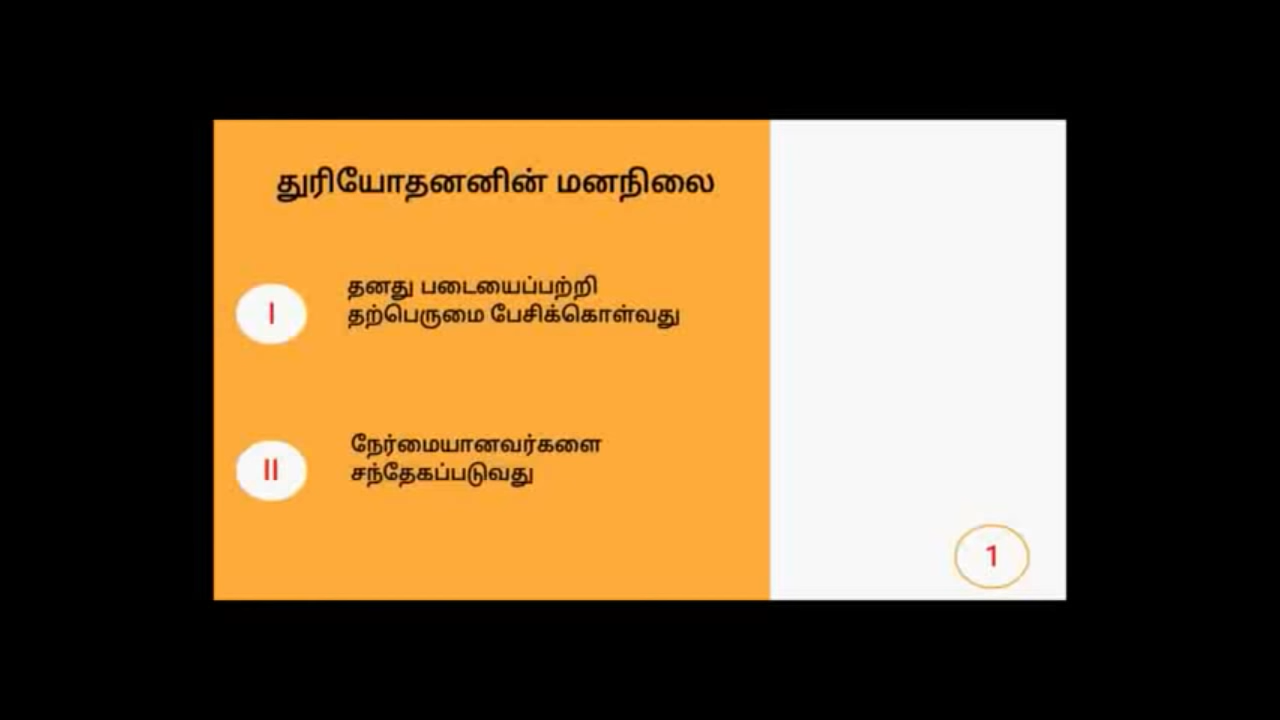 துரியோதனனின் மனநிலை
I
தனது படையைப்பற்றி
தற்பெருமை பேசிக்கொள்வது
II
நேர்மையானவர்களை
சந்தேகப்படுவது
1